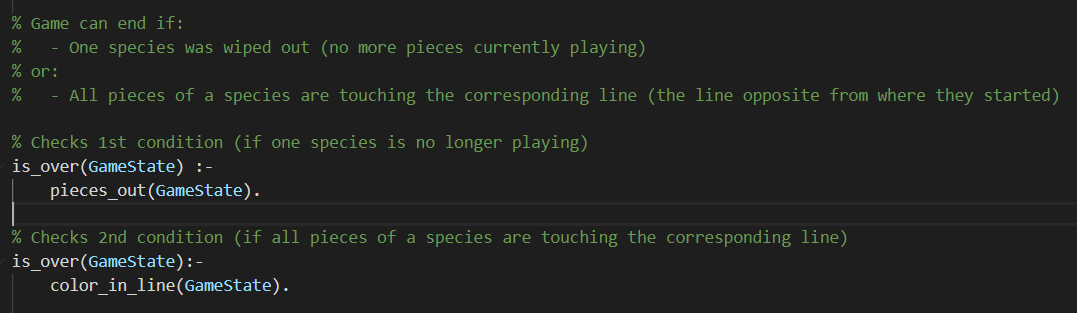 % Game can end if:
%   - One species was wiped out (no more pieces currently playing)
% or:
%   - All pieces of a species are touching the corresponding line (the line opposite from where they started)
% Checks 1st condition (if one species is no longer playing)
is_over(GameState) :-
    pieces_out(GameState).
% Checks 2nd condition (if all pieces of a species are touching the corresponding line)
is_over(GameState):-
    color_in_line(GameState).